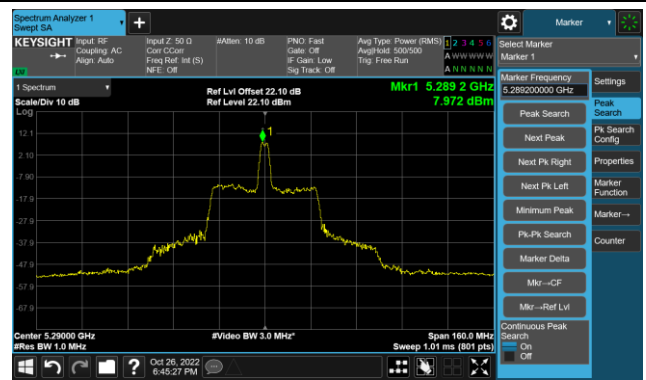 Spectrum Analyzer 1
Swept SA
Marker
KEYSIGHT
Input: RF
Coupling: AC
Align: Auto
Input Z: 50 Ω
Corr CCorr
Freq Ref: Int (S)
NFE: Off
#Atten: 10 dB
PNO: Fast
Gate: Off
IF Gain: Low
Sig Track: Off
Avg Type: Power (RMS)
Avg|Hold: 500/500
Trig: Free Run
1 2 3 4 5 6
A W W W W W
A N N N N N
Select Marker
Marker 1
LXI
1 Spectrum
Scale/Div 10 dB
Log
Ref Lvl Offset 22.10 dB
Ref Level 22.10 dBm
Mkr1 5.289 2 GHz
7.972 dBm
1
12.1
2.10
-7.90
-17.9
-27.9
-37.9
-47.9
-57.9
-67.9
Center 5.29000 GHz
#Res BW 1.0 MHz
#Video BW 3.0 MHz*
Span 160.0 MHz
Sweep 1.01 ms (801 pts)
Marker Frequency
5.289200000 GHz
Peak Search
Next Peak
Next Pk Right
Next Pk Left
Minimum Peak
Pk-Pk Search
Marker Delta
Mkr→CF
Mkr→Ref Lvl
Continuous Peak
Search
On
Off
Settings
Peak
Search
Pk Search
Config
Properties
Marker
Function
Marker→
Counter
?
Oct 26, 2022
6:45:27 PM